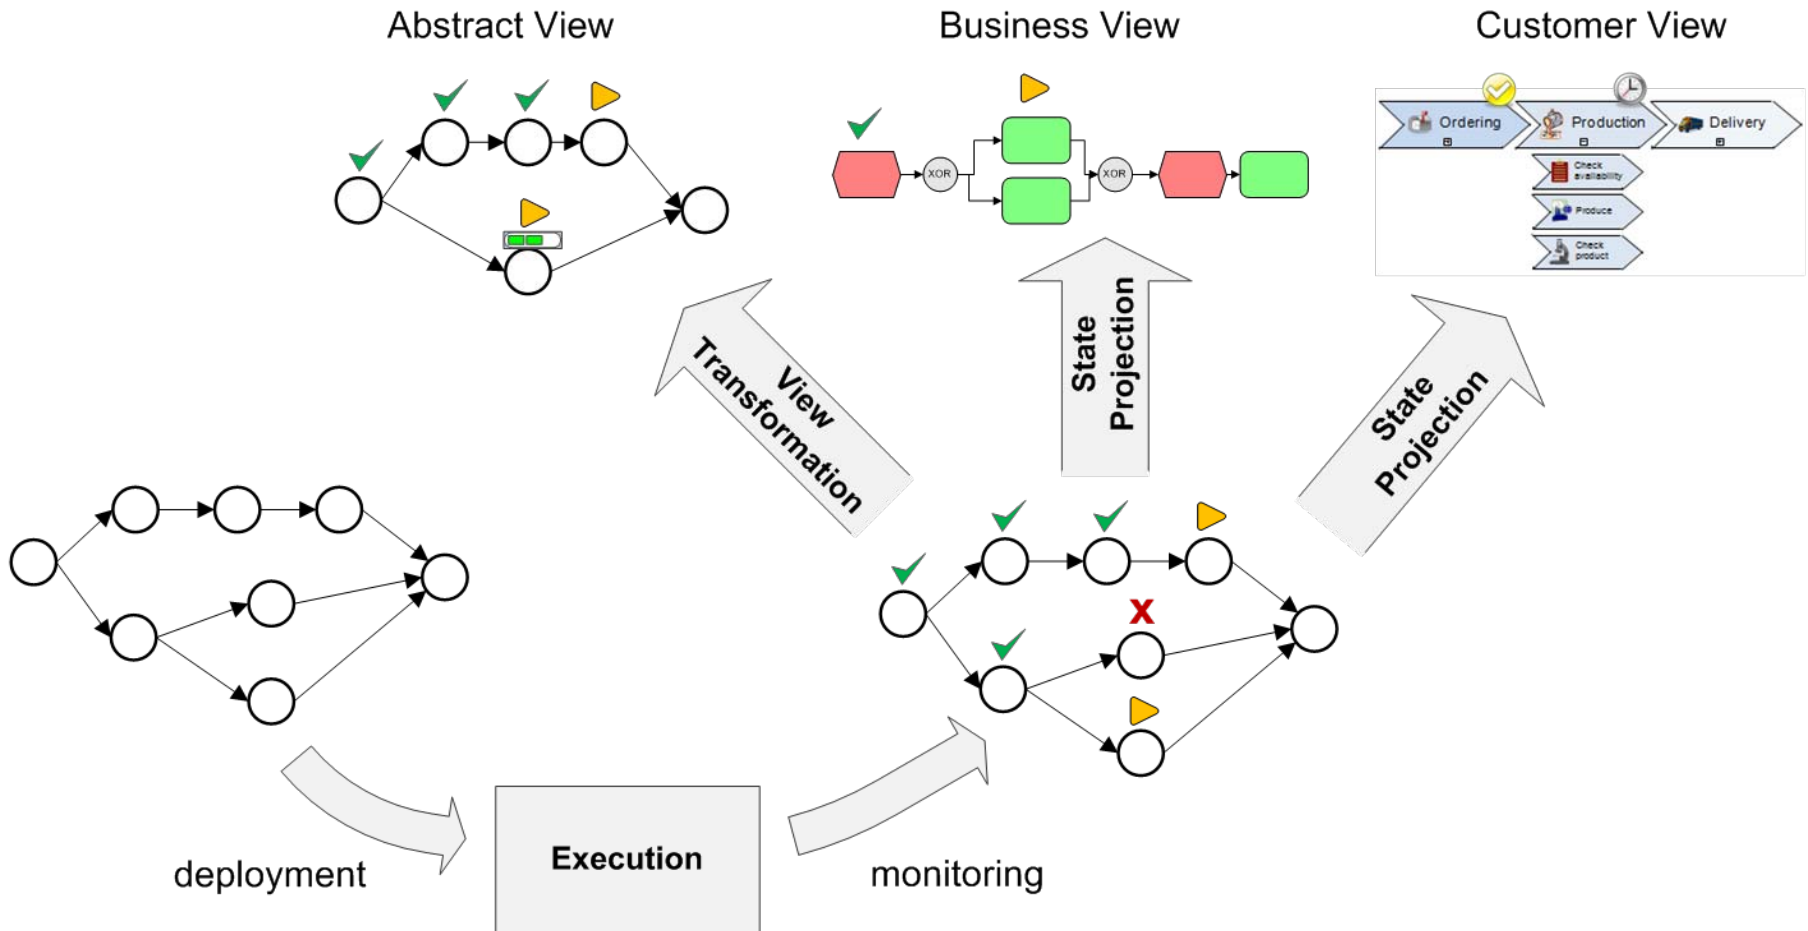 Abstract View
Business View
Customer View
XOR
XOR
Ordering
Production
Delivery
Check
availability
Produce
Check
product
View
Transformation
State
Projection
State
Projection
X
deployment
Execution
monitoring